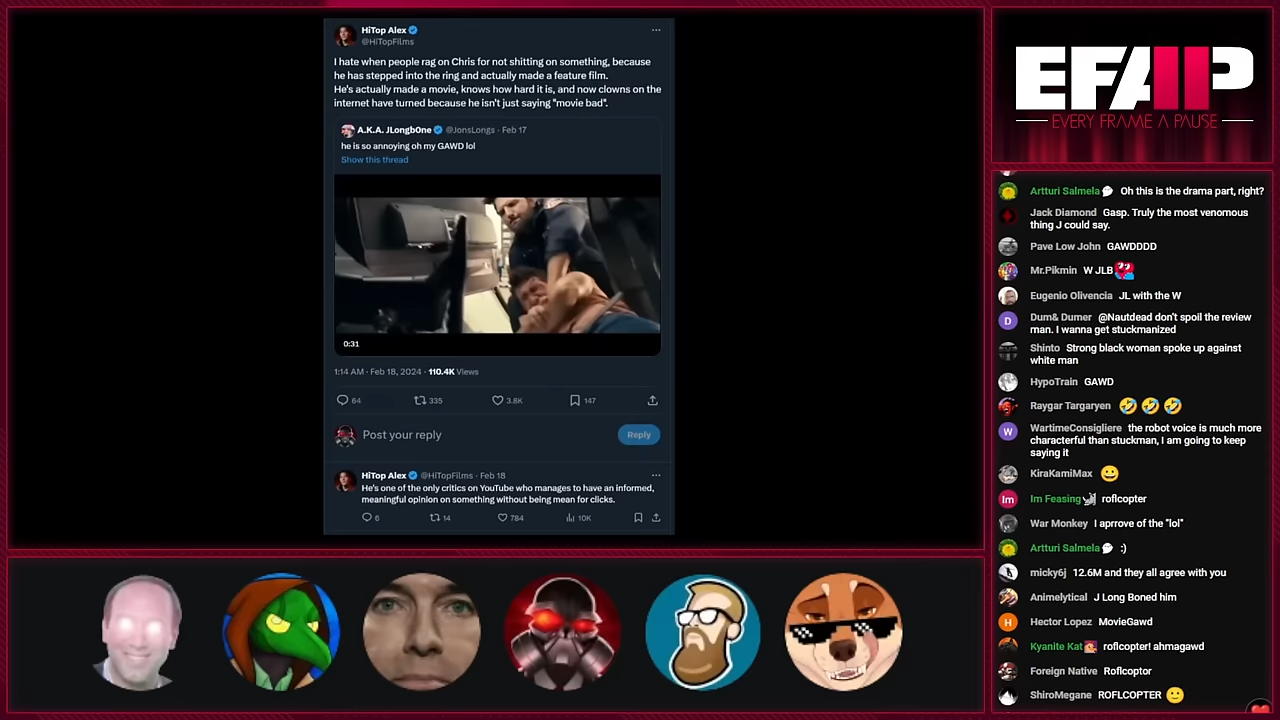 HiTop Alex
@HiTopFilms
I hate when people rag on Chris for not shitting on something, because
he has stepped into the ring and actually made a feature film.
He's actually made a movie, knows how hard it is, and now clowns on the
internet have turned because he isn't just saying "movie bad".
A.K.A. JLongb0ne @JonsLongs · Feb 17
he is so annoying oh my GAWD lol
Show this thread
0:31
1:14 AM · Feb 18, 2024 · 110.4K Views
64 335 3.8K 147
Post your reply
Reply
HiTop Alex @HiTopFilms · Feb 18
He's one of the only critics on YouTube who manages to have an informed,
meaningful opinion on something without being mean for clicks.
6 14 784 10K
EFAP
EVERY FRAME A PAUSE
Artturi Salmela Oh this is the drama part, right?
Jack Diamond Gasp. Truly the most venomous
thing J could say.
Pave Low John GAWDDDD
Mr.Pikmin W JLB
Eugenio Olivencia JL with the W
D
Dum& Dumer @Nautdead don't spoil the review
man. I wanna get stuckmanized
Shinto Strong black woman spoke up against
white man
HypoTrain GAWD
Raygar Targaryen 🤣 🤣 🤣
W
WartimeConsigliere the robot voice is much more
characterful than stuckman, I am going to keep
saying it
KiraKamiMax 😀
Im
Im Feasing roflcopter
War Monkey I aprrove of the "lol"
Artturi Salmela :)
micky6j 12.6M and they all agree with you
Animelytical J Long Boned him
H
Hector Lopez MovieGawd
Kyanite Kat roflcopter! ahmagawd
Foreign Native Roflcoptor
ShiroMegane ROFLCOPTER 🙂